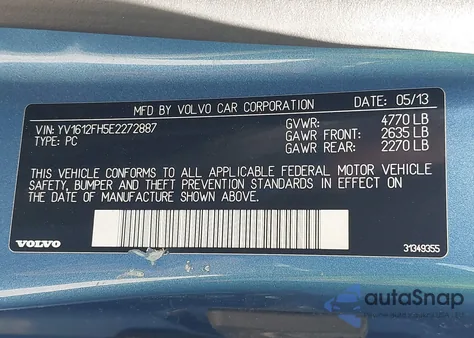 MFD BY VOLVO CAR CORPORATION DATE: 05/13
VIN: YV1612FH5E2272887 GVWR: 4770 LB
TYPE: PC GAWR FRONT: 2635 LB
GAWR REAR: 2270 LB
THIS VEHICLE CONFORMS TO ALL APPLICABLE FEDERAL MOTOR VEHICLE
SAFETY, BUMPER AND THEFT PREVENTION STANDARDS IN EFFECT ON
THE DATE OF MANUFACTURE SHOWN ABOVE.
VOLVO 31349355
autoSnap